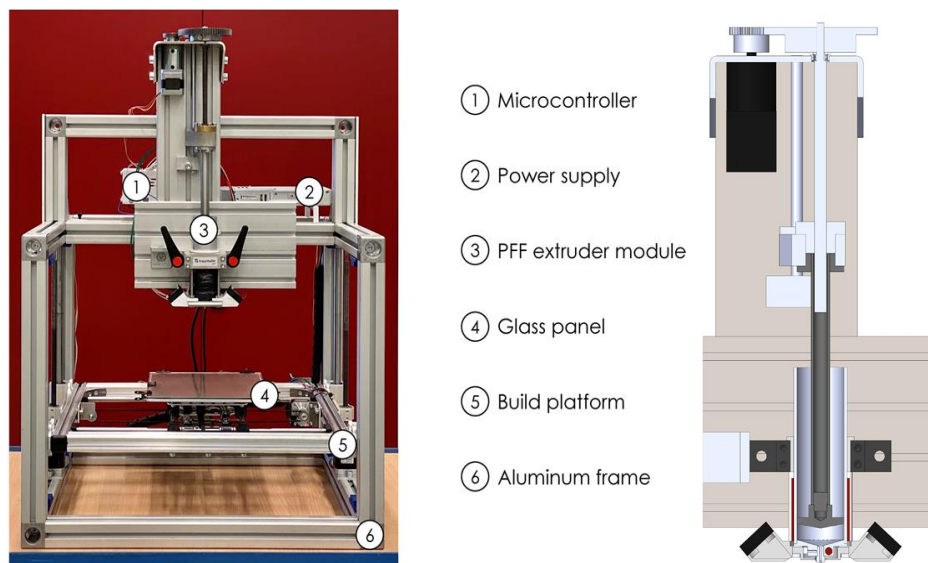 1
2
3
4
5
6
1 Microcontroller
2 Power supply
3 PFF extruder module
4 Glass panel
5 Build platform
6 Aluminum frame